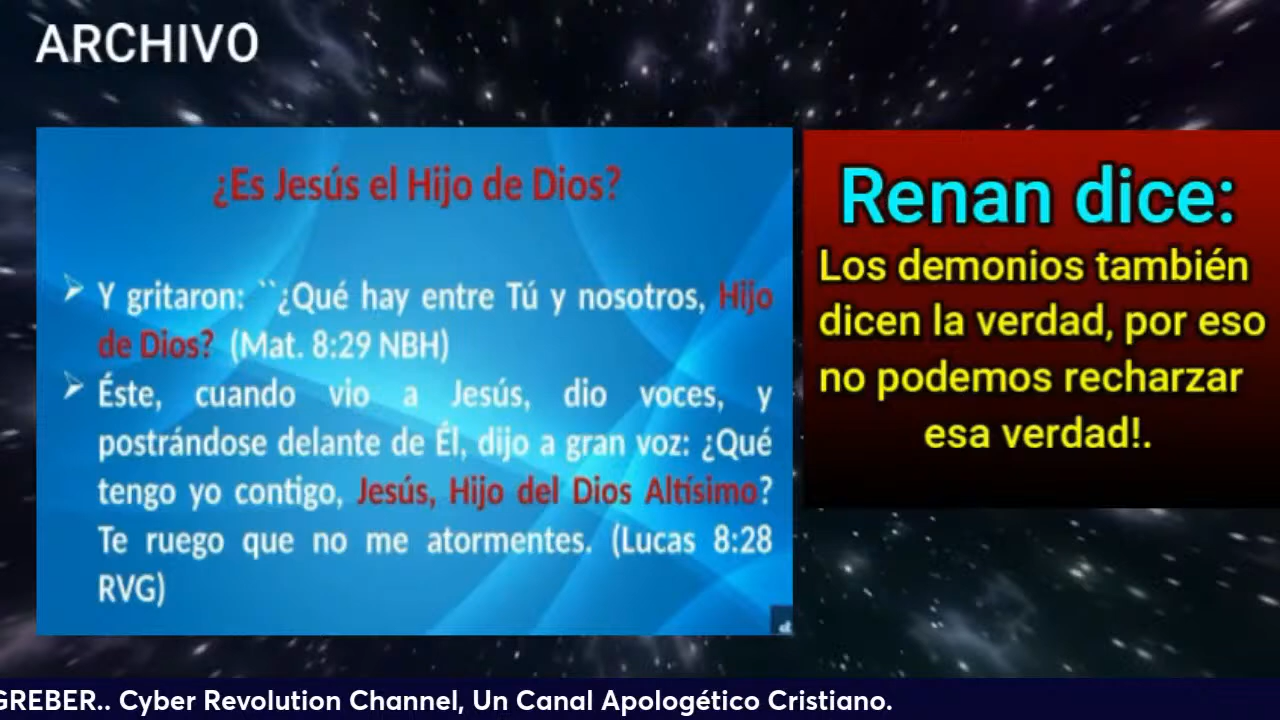 ARCHIVO
¿Es Jesús el Hijo de Dios?
Y gritaron: ``¿Qué hay entre Tú y nosotros, Hijo
de Dios? (Mat. 8:29 NBH)
Éste, cuando vio a Jesús, dio voces, y
postrándose delante de Él, dijo a gran voz: ¿Qué
tengo yo contigo, Jesús, Hijo del Dios Altísimo?
Te ruego que no me atormentes. (Lucas 8:28
RVG)
Renan dice:
Los demonios también
dicen la verdad, por eso
no podemos recharzar
esa verdad!.
GREBER.. Cyber Revolution Channel, Un Canal Apologético Cristiano.